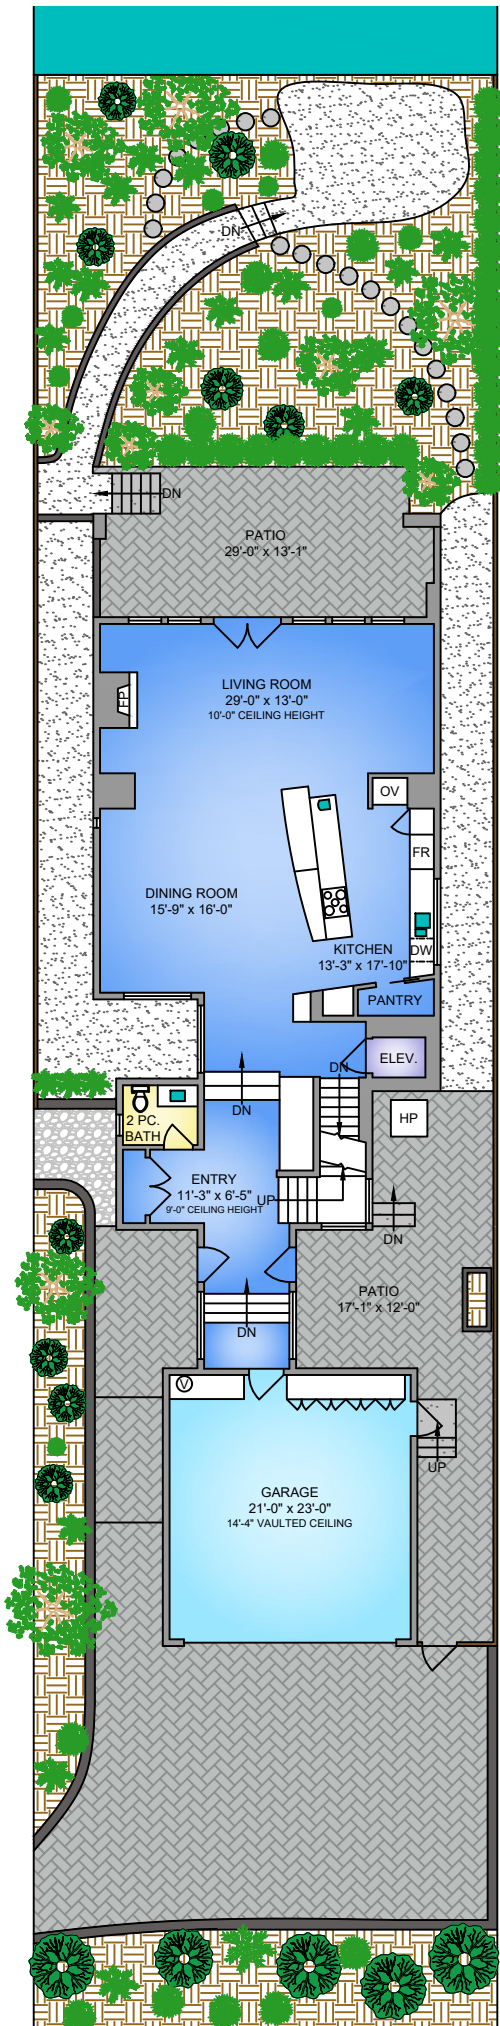 DN
DN
PATIO
29'-0" x 13'-1"
LIVING ROOM
29'-0" x 13'-0"
10'-0" CEILING HEIGHT
FP
OV
FR
DINING ROOM
15'-9" x 16'-0"
KITCHEN
13'-3" x 17'-10"
DW
PANTRY
ELEV.
DN
DN
HP
2 PC.
BATH
ENTRY
11'-3" x 6'-5"
9'-0" CEILING HEIGHT
UP
DN
PATIO
17'-1" x 12'-0"
DN
V
UP
GARAGE
21'-0" x 23'-0"
14'-4" VAULTED CEILING